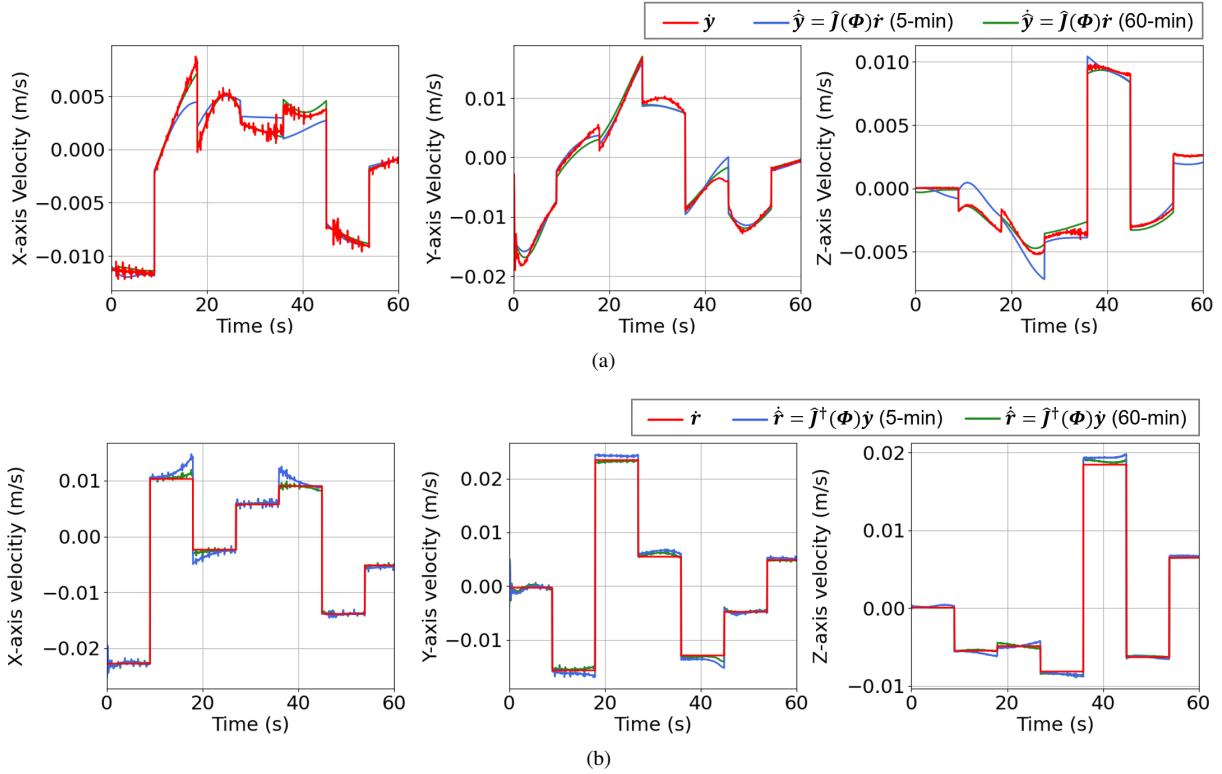 ẏ   ŷ̇ = Ĵ(Φ)ṙ (5-min)   ŷ̇ = Ĵ(Φ)ṙ (60-min)
X-axis Velocity (m/s)
0.005
0.000
−0.005
−0.010
0 20 40 60
Time (s)
Y-axis Velocity (m/s)
0.01
0.00
−0.01
−0.02
0 20 40 60
Time (s)
Z-axis Velocity (m/s)
0.010
0.005
0.000
−0.005
0 20 40 60
Time (s)
(a)
ṙ   r̂̇ = Ĵ†(Φ)ẏ (5-min)   r̂̇ = Ĵ†(Φ)ẏ (60-min)
X-axis velocitiy (m/s)
0.01
0.00
−0.01
−0.02
0 20 40 60
Time (s)
Y-axis velocity (m/s)
0.02
0.01
0.00
−0.01
0 20 40 60
Time (s)
Z-axis velocity (m/s)
0.02
0.01
0.00
−0.01
0 20 40 60
Time (s)
(b)